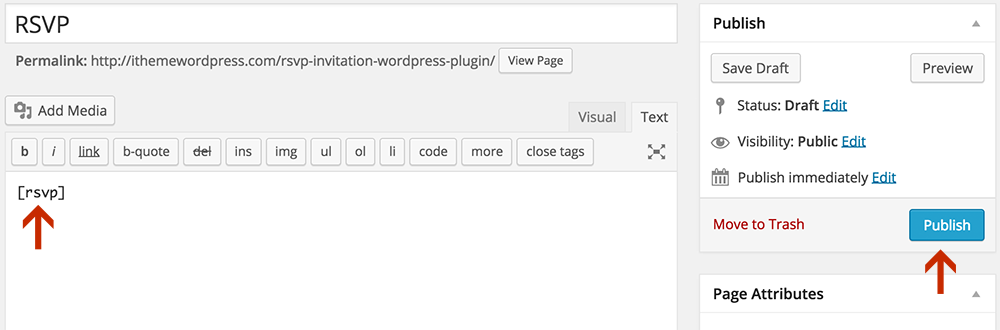 RSVP
Permalink: http://ithemewordpress.com/rsvp-invitation-wordpress-plugin/ View Page
Add Media
Visual Text
b i link b-quote del ins img ul ol li code more close tags
[rsvp]
Publish
Save Draft Preview
Status: Draft Edit
Visibility: Public Edit
Publish immediately Edit
Move to Trash Publish
Page Attributes